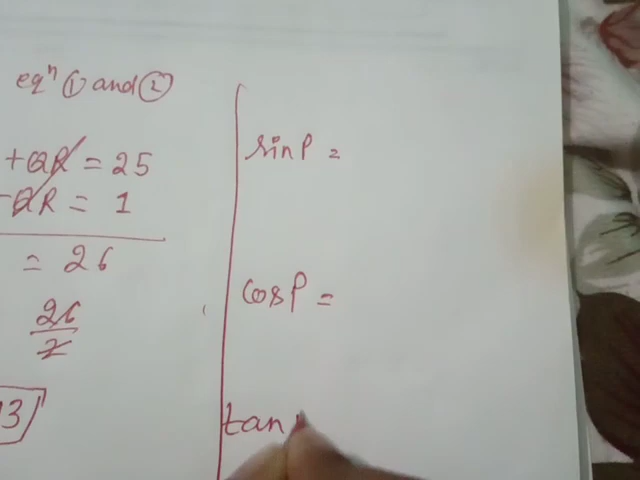 eqⁿ ① and ②
+QR = 25
-QR = 1
= 26
26
2
13
sinP =
cosP =
tan